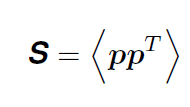 S = ⟨pp^T⟩